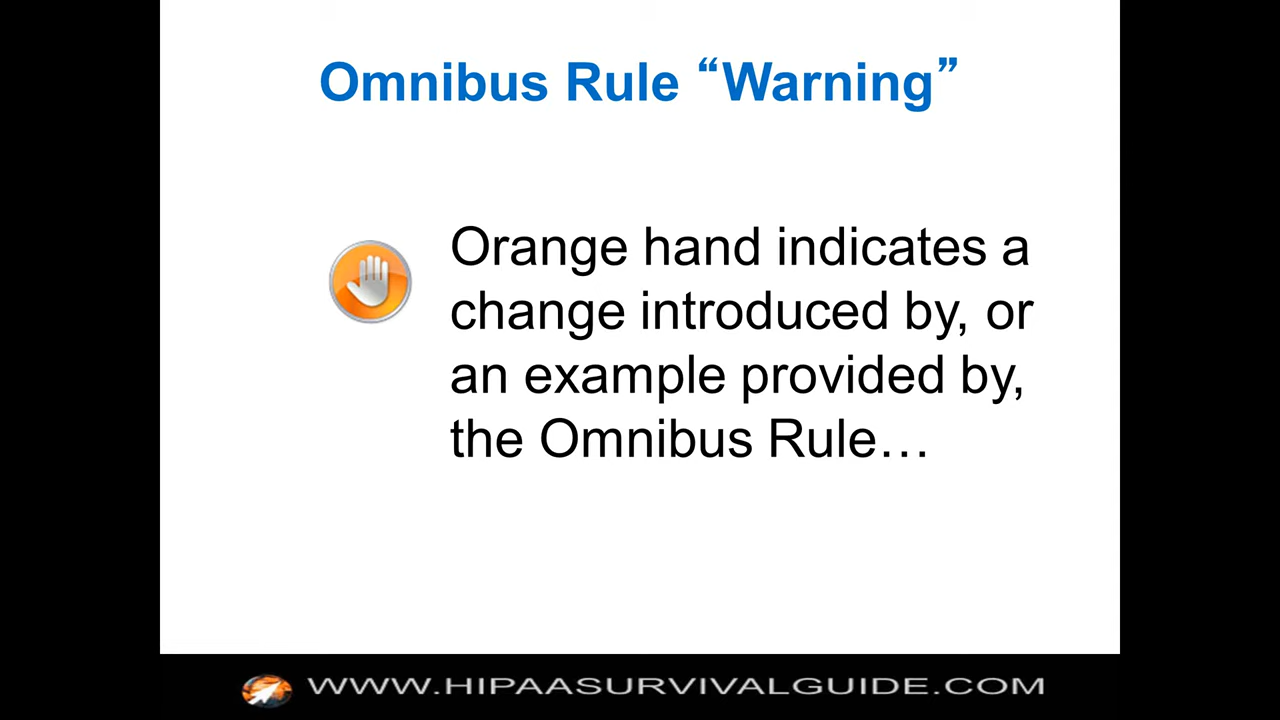 Omnibus Rule “Warning”
Orange hand indicates a
change introduced by, or
an example provided by,
the Omnibus Rule…
WWW.HIPAASURVIVALGUIDE.COM